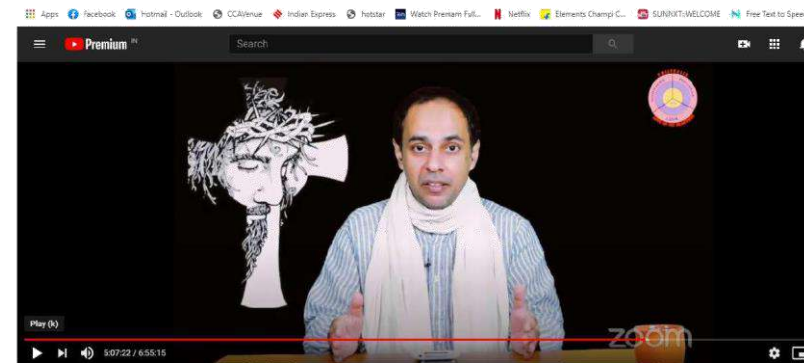 Apps Facebook hotmail - Outlook CCAVenue Indian Express hotstar Watch Premam Full... Netflix Elements Champi C... SUNNXT::WELCOME Free Text to Speec
Premium IN
Search
Play (k)
zoom
5:07:22 / 6:55:15